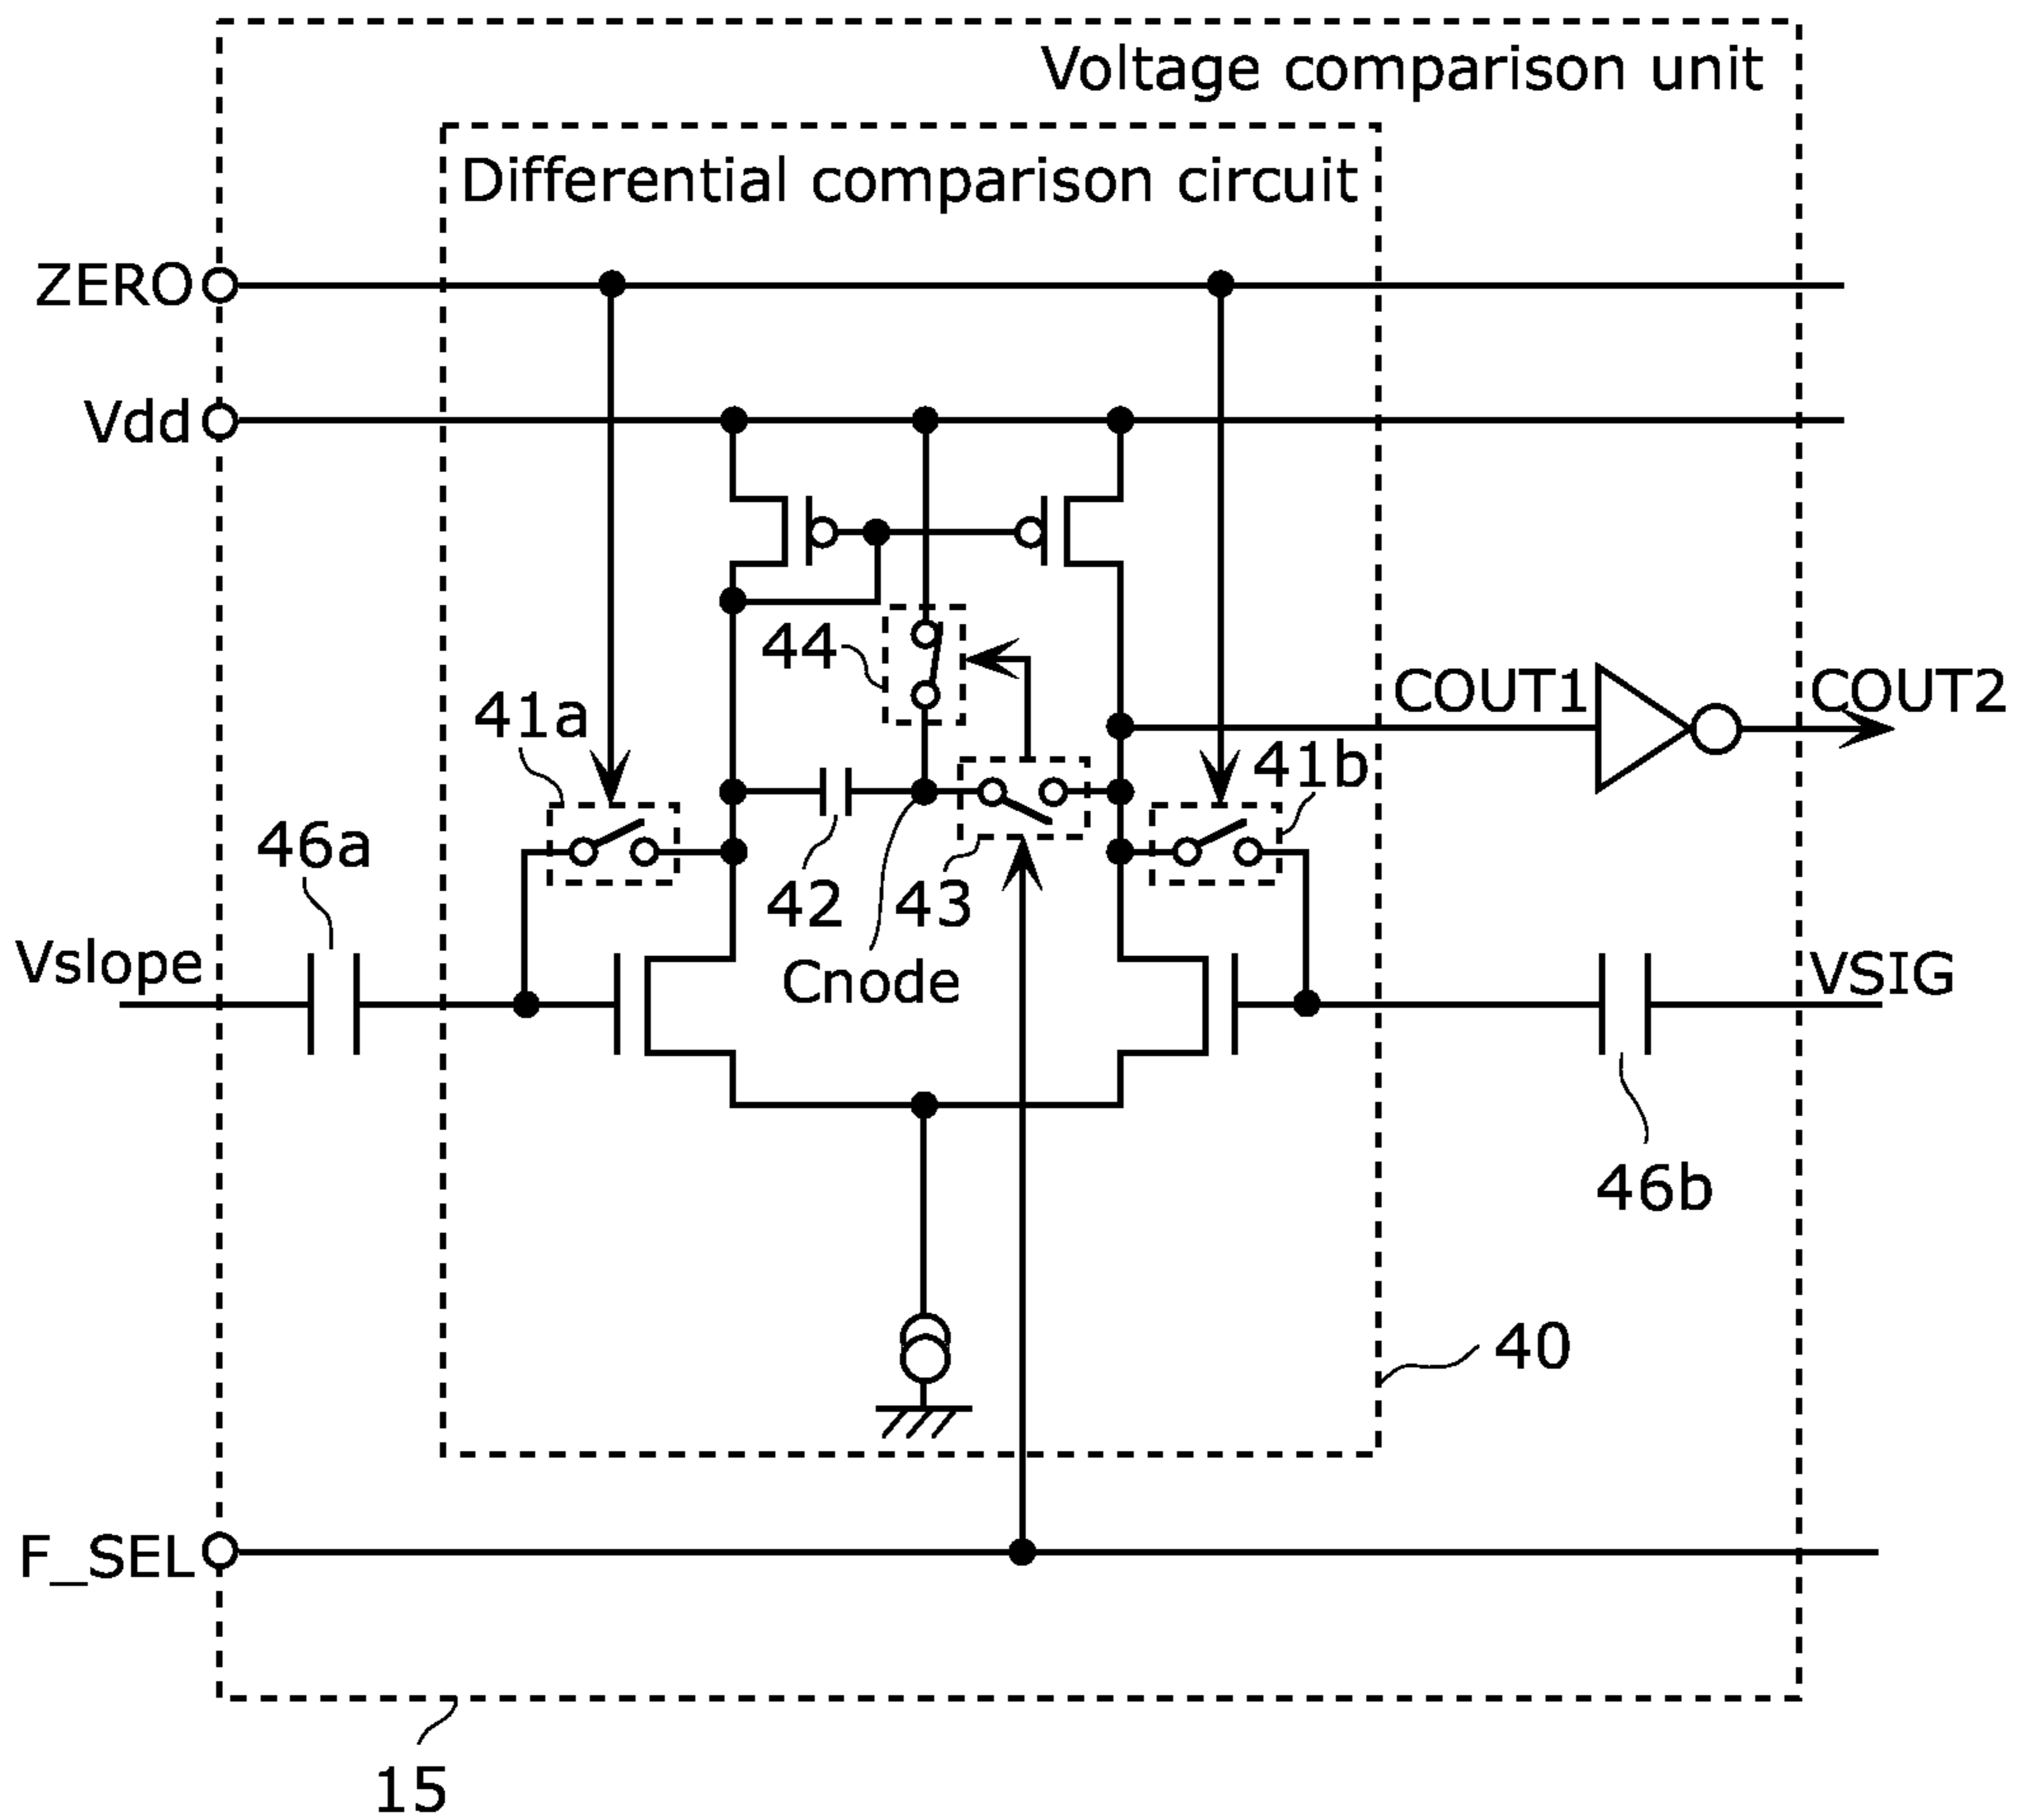 Voltage comparison unit
Differential comparison circuit
ZERO
Vdd
44
COUT1
COUT2
41a
41b
46a
42
43
Vslope
Cnode
VSIG
46b
40
F_SEL
15